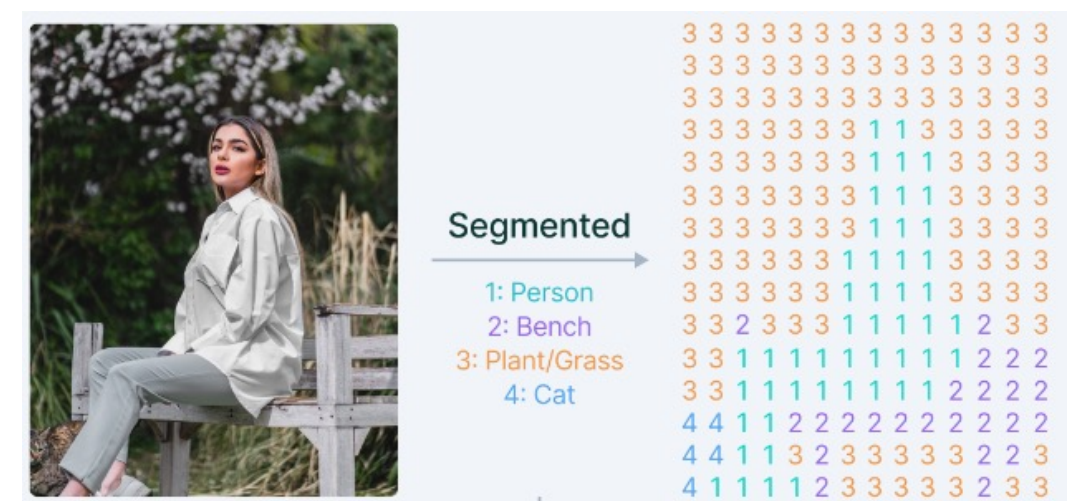 Segmented
1: Person
2: Bench
3: Plant/Grass
4: Cat
3 3 3 3 3 3 3 3 3 3 3 3 3 3
3 3 3 3 3 3 3 3 3 3 3 3 3 3
3 3 3 3 3 3 3 3 3 3 3 3 3 3
3 3 3 3 3 3 3 1 1 3 3 3 3 3
3 3 3 3 3 3 3 1 1 1 3 3 3 3
3 3 3 3 3 3 3 1 1 1 3 3 3 3
3 3 3 3 3 3 3 1 1 1 3 3 3 3
3 3 3 3 3 3 1 1 1 1 3 3 3 3
3 3 3 3 3 3 1 1 1 1 3 3 3 3
3 3 2 3 3 3 1 1 1 1 1 2 3 3
3 3 1 1 1 1 1 1 1 1 1 2 2 2
3 3 1 1 1 1 1 1 1 1 2 2 2 2
4 4 1 1 2 2 2 2 2 2 2 2 2 2
4 4 1 1 3 2 3 3 3 3 3 2 2 3
4 1 1 1 1 2 3 3 3 3 3 2 3 3